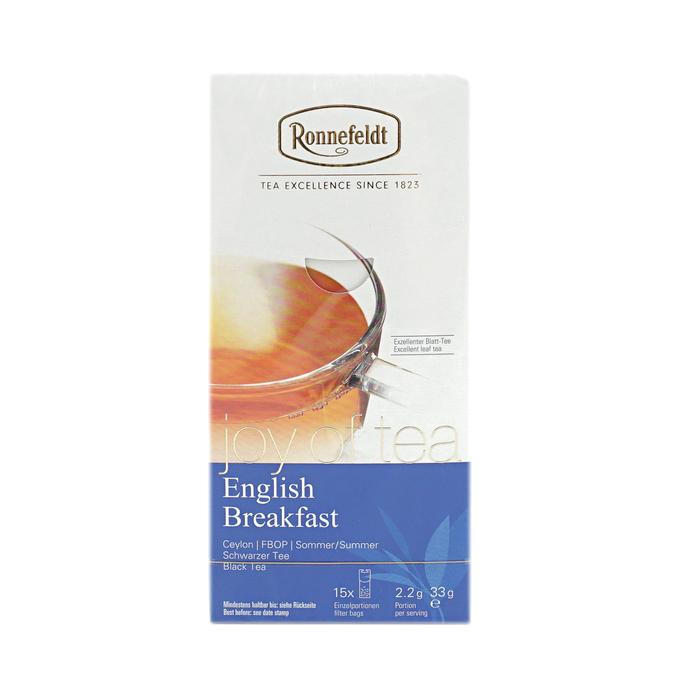 Ronnefeldt
TEA EXCELLENCE SINCE 1823
Exzellenter Blatt-Tee
Excellent leaf tea
joy of tea
English
Breakfast
Ceylon | FBOP | Sommer/Summer
Schwarzer Tee
Black Tea
15x
Einzelportionen
filter bags
2.2g
Portion
per serving
33g
e
Mindestens haltbar bis: siehe Rückseite
Best before: see date stamp